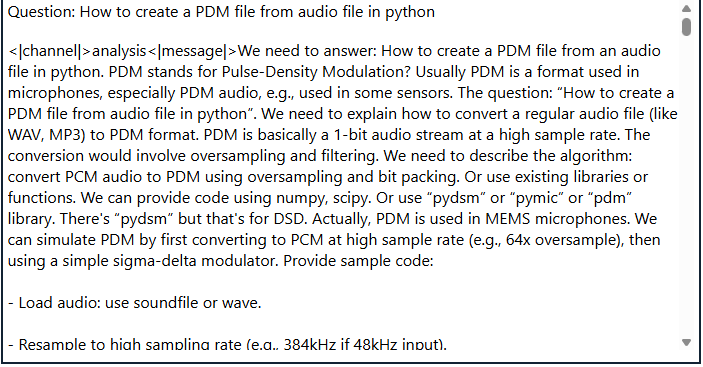 Question: How to create a PDM file from audio file in python
<|channel|>analysis<|message|>We need to answer: How to create a PDM file from an audio
file in python. PDM stands for Pulse-Density Modulation? Usually PDM is a format used in
microphones, especially PDM audio, e.g., used in some sensors. The question: “How to create a
PDM file from audio file in python”. We need to explain how to convert a regular audio file (like
WAV, MP3) to PDM format. PDM is basically a 1-bit audio stream at a high sample rate. The
conversion would involve oversampling and filtering. We need to describe the algorithm:
convert PCM audio to PDM using oversampling and bit packing. Or use existing libraries or
functions. We can provide code using numpy, scipy. Or use “pydsm” or “pymic” or “pdm”
library. There's “pydsm” but that's for DSD. Actually, PDM is used in MEMS microphones. We
can simulate PDM by first converting to PCM at high sample rate (e.g., 64x oversample), then
using a simple sigma-delta modulator. Provide sample code:
- Load audio: use soundfile or wave.
- Resample to high sampling rate (e.g., 384kHz if 48kHz input).